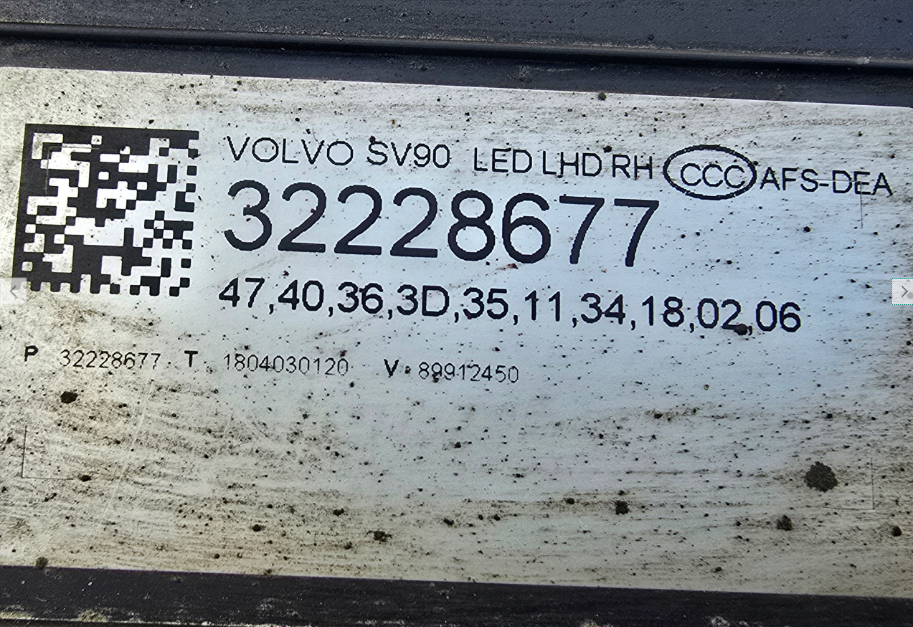 VOLVO SV90 LED LHD RH CCC AFS-DEA
32228677
47,40,36,3D,35,11,34,18,02,06
P 32228677 T 1804030120 V 89912450